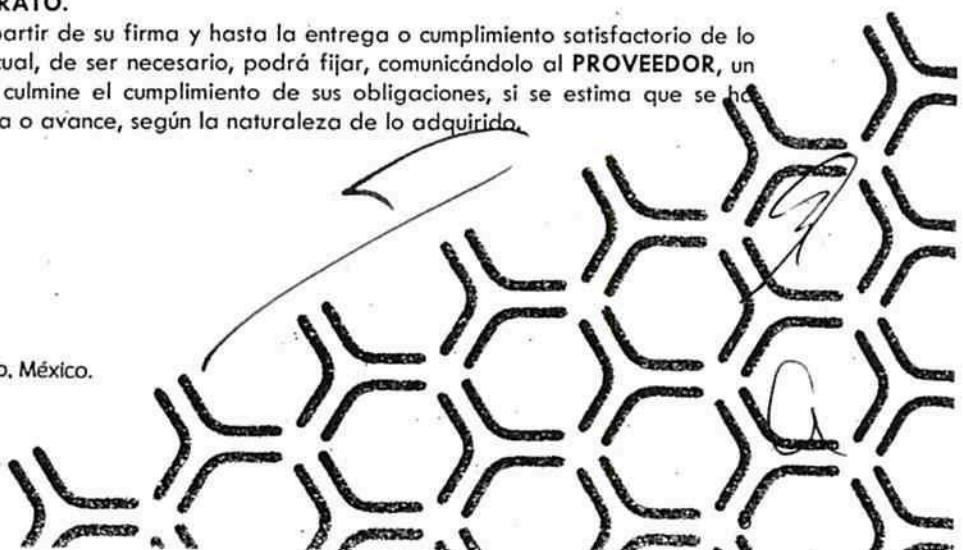 RATO.
partir de su firma y hasta la entrega o cumplimiento satisfactorio de lo
cual, de ser necesario, podrá fijar, comunicándolo al PROVEEDOR, un
culmine el cumplimiento de sus obligaciones, si se estima que se ha
a o avance, según la naturaleza de lo adquirido.
o, México.